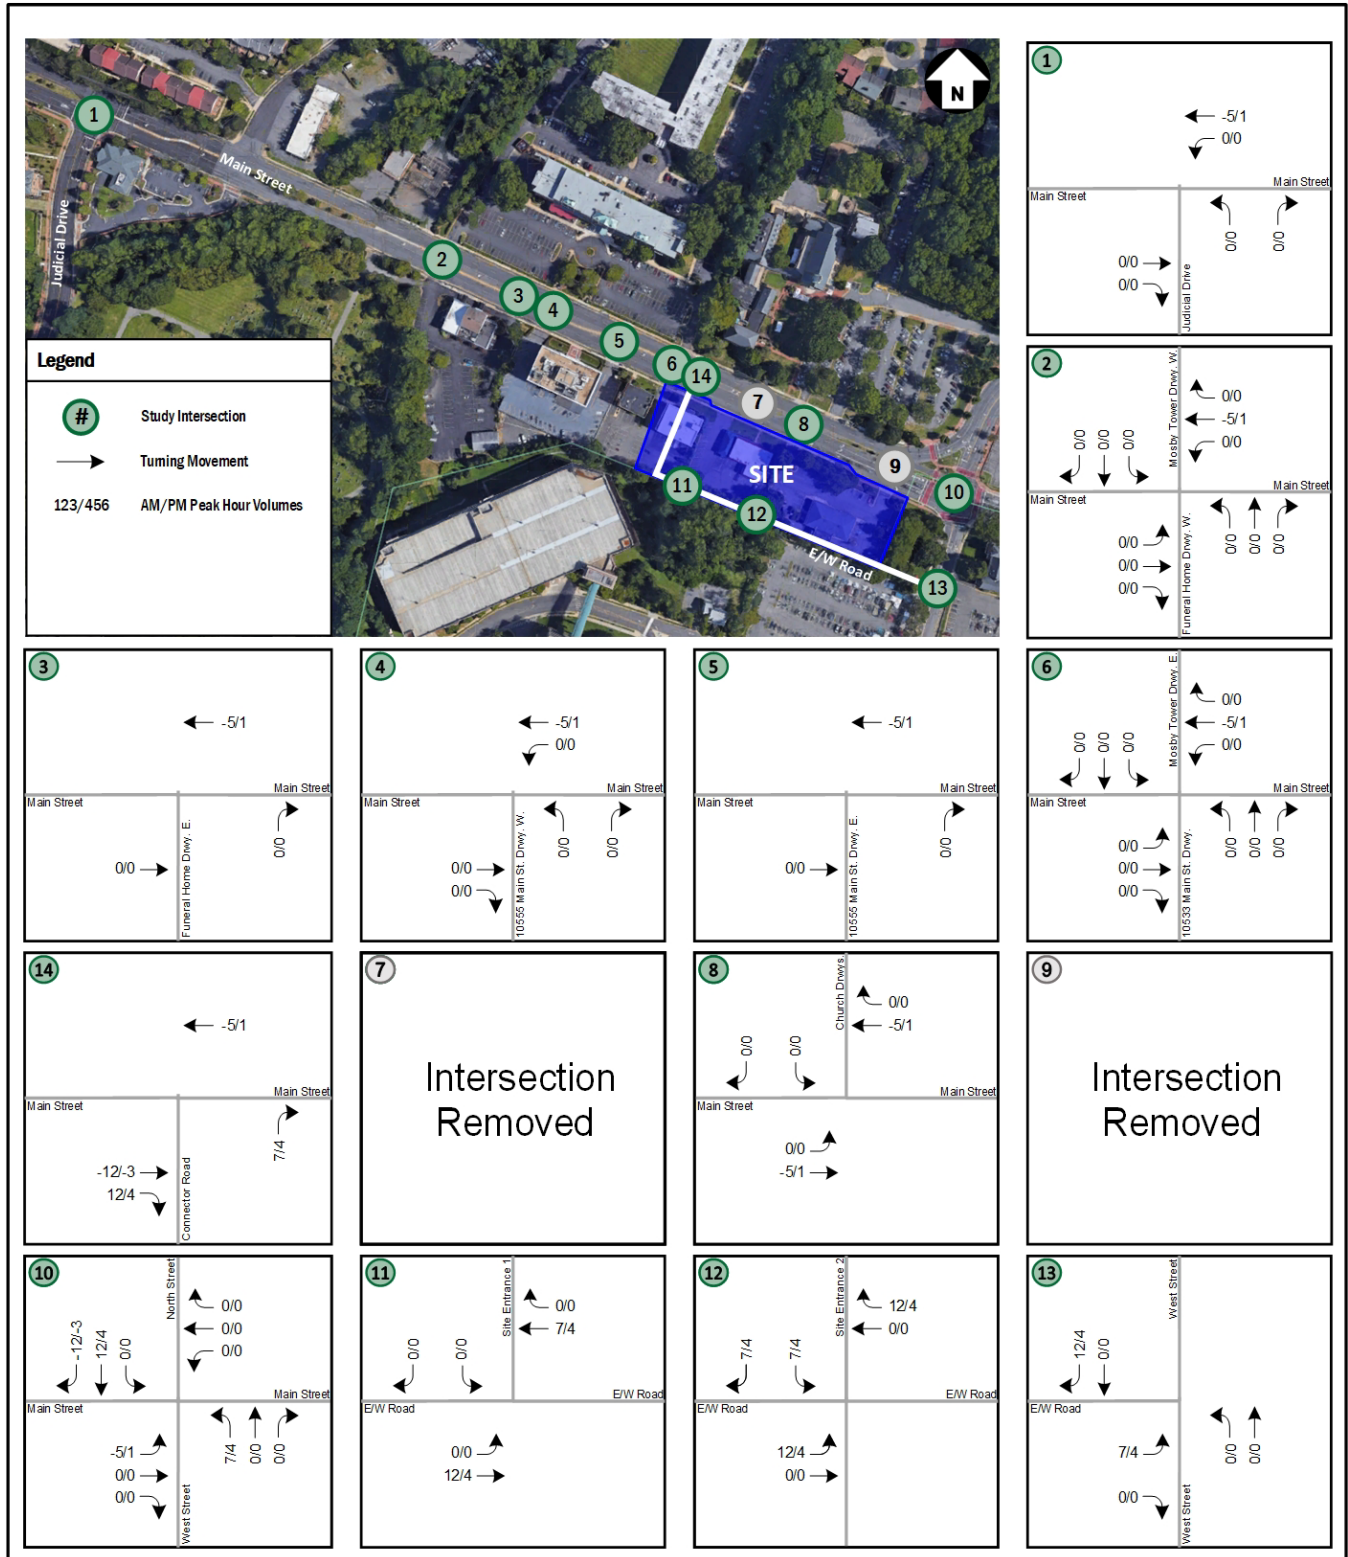 1
Main Street
Judicial Drive
2
3
4
5
6
14
7
8
9
10
SITE
11
12
13
E/W Road
N
Legend
# Study Intersection
Turning Movement
123/456 AM/PM Peak Hour Volumes
1
-5/1
0/0
Main Street
Main Street
0/0
0/0
0/0
0/0
Judicial Drive
2
Mosby Tower Drwy. W.
0/0
-5/1
0/0
0/0 0/0 0/0
Main Street
Main Street
0/0
0/0
0/0
0/0 0/0 0/0
Funeral Home Drwy. W.
3
-5/1
Main Street
Main Street
0/0
0/0
Funeral Home Drwy. E.
4
-5/1
0/0
Main Street
Main Street
0/0
0/0
0/0 0/0
10555 Main St. Drwy. W.
5
-5/1
Main Street
Main Street
0/0
0/0
10555 Main St. Drwy. E.
6
Mosby Tower Drwy. E.
0/0
-5/1
0/0
0/0 0/0 0/0
Main Street
Main Street
0/0
0/0
0/0
0/0 0/0 0/0
10533 Main St. Drwy.
14
-5/1
Main Street
Main Street
7/4
-12/-3
12/4
Connector Road
7
Intersection
Removed
8
Church Drwys.
0/0
-5/1
0/0 0/0
Main Street
Main Street
0/0
-5/1
9
Intersection
Removed
10
North Street
0/0
0/0
0/0
-12/-3 12/4 0/0
Main Street
Main Street
-5/1
0/0
0/0
7/4 0/0 0/0
West Street
11
Site Entrance 1
0/0
7/4
0/0 0/0
E/W Road
E/W Road
0/0
12/4
12
Site Entrance 2
12/4
0/0
7/4 7/4
E/W Road
E/W Road
12/4
0/0
13
West Street
12/4 0/0
E/W Road
7/4
0/0
0/0 0/0
West Street